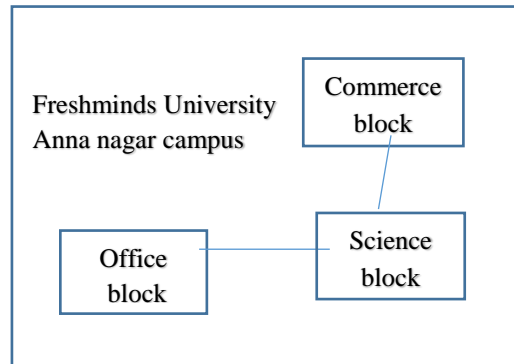 Freshminds University
Anna nagar campus
Commerce
block
Office
block
Science
block